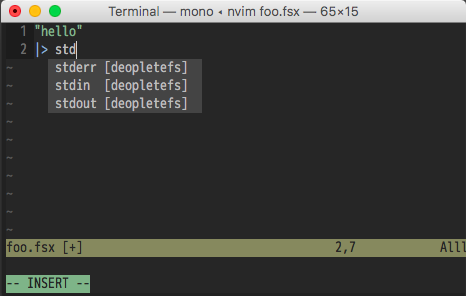 Terminal — mono ◂ nvim foo.fsx — 65×15
1 "hello"
2 |> std
~ stderr [deopletefs]
~ stdin [deopletefs]
~ stdout [deopletefs]
~
~
~
~
~
~
foo.fsx [+] 2,7 Alll
-- INSERT --